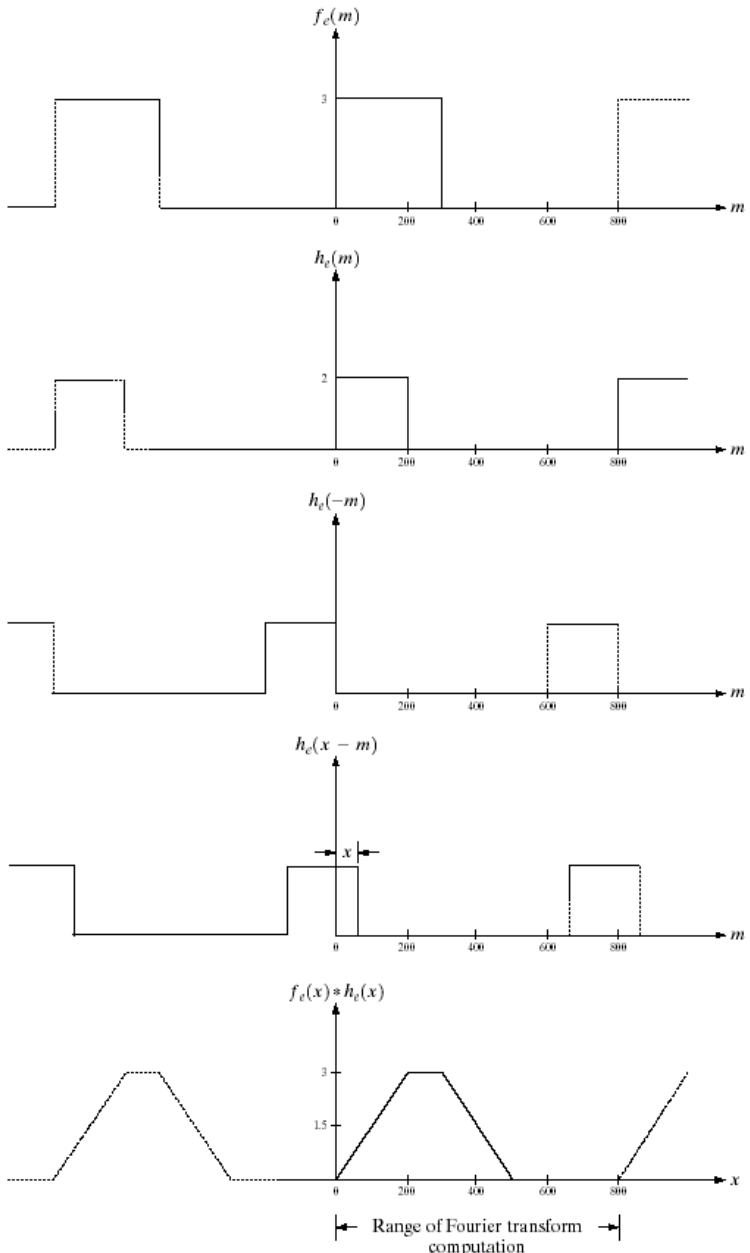 fₑ(m)
3
0 200 400 600 800 m
hₑ(m)
2
0 200 400 600 800 m
hₑ(−m)
0 200 400 600 800 m
hₑ(x − m)
x
0 200 400 600 800 m
fₑ(x) * hₑ(x)
3
1.5
0 200 400 600 800 x
Range of Fourier transform
computation